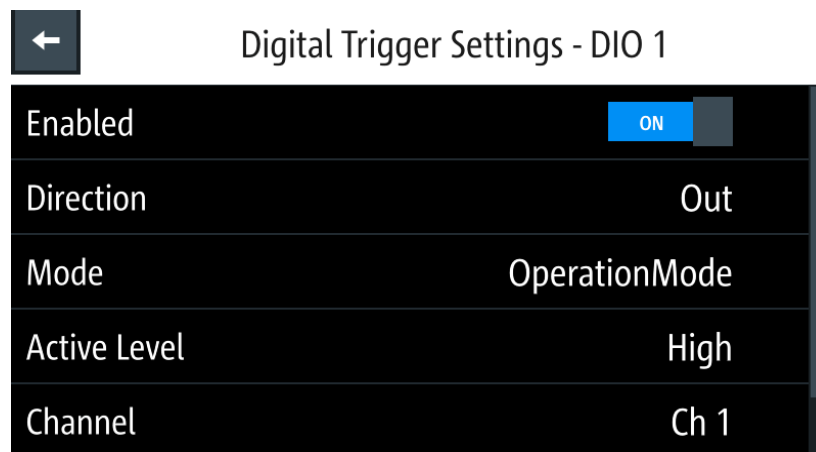 Digital Trigger Settings - DIO 1
Enabled ON
Direction Out
Mode OperationMode
Active Level High
Channel Ch 1